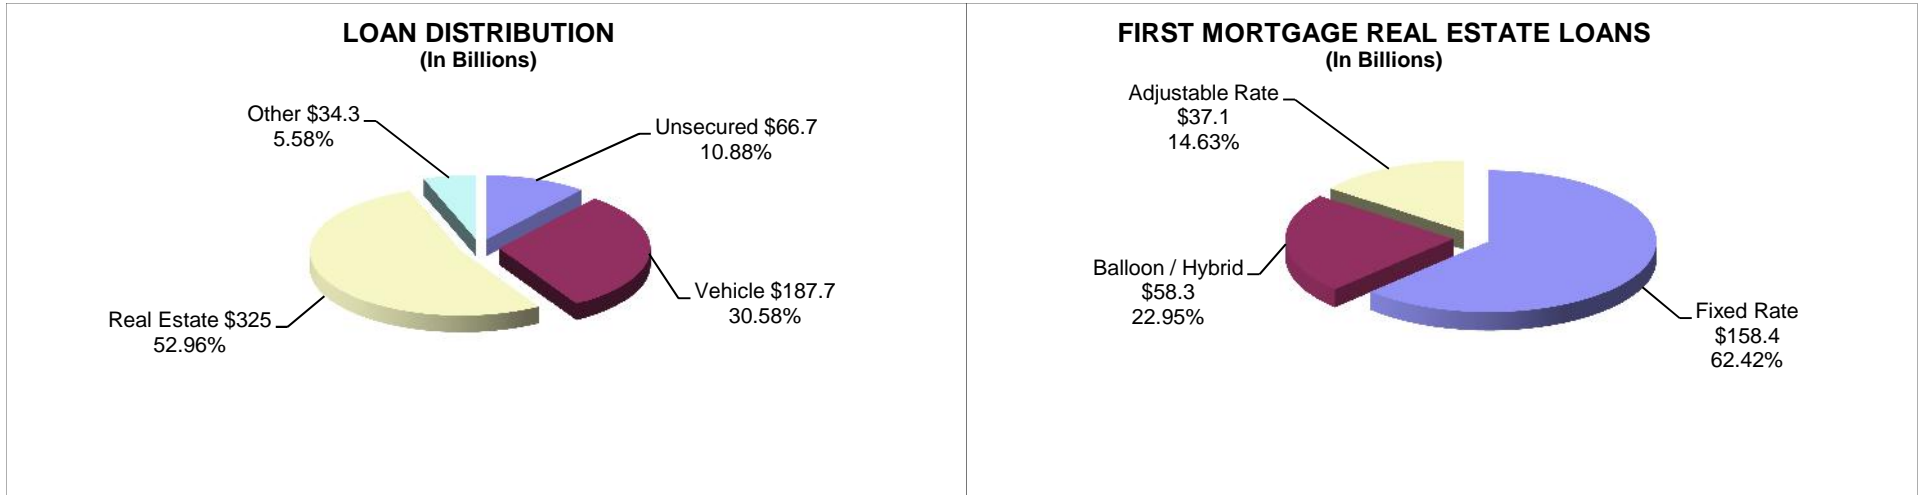 LOAN DISTRIBUTION
(In Billions)
Other $34.3
5.58%
Unsecured $66.7
10.88%
Vehicle $187.7
30.58%
Real Estate $325
52.96%
FIRST MORTGAGE REAL ESTATE LOANS
(In Billions)
Adjustable Rate
$37.1
14.63%
Balloon / Hybrid
$58.3
22.95%
Fixed Rate
$158.4
62.42%